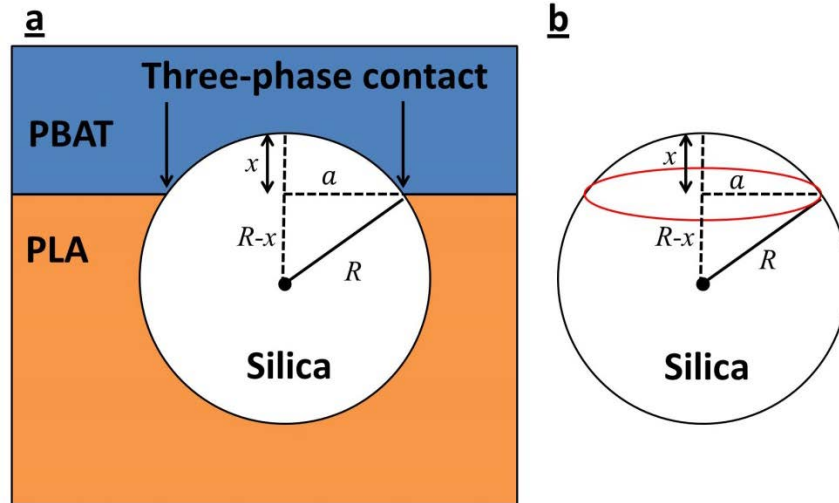 a
Three-phase contact
PBAT
x
a
PLA
R-x
R
Silica
b
x
a
R-x
R
Silica